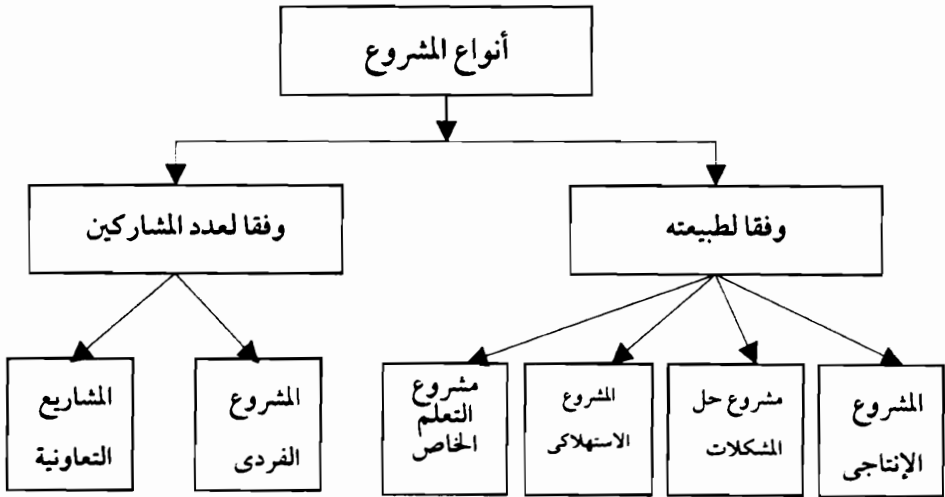 أنواع المشروع
وفقا لطبيعته
وفقا لعدد المشاركين
المشروع
الإنتاجى
مشروع حل
المشكلات
المشروع
الاستهلاكى
مشروع
التعلم
الخاص
المشروع
الفردى
المشاريع
التعاونية